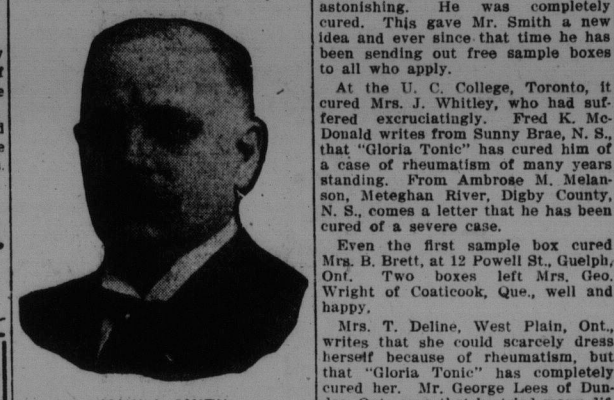 astonishing. He was completely
cured. This gave Mr. Smith a new
idea and ever since that time he has
been sending out free sample boxes
to all who apply.
At the U. C. College, Toronto, it
cured Mrs. J. Whitley, who had suf-
fered excruciatingly. Fred K. Mc-
Donald writes from Sunny Brae, N. S.,
that "Gloria Tonic" has cured him of
a case of rheumatism of many years
standing. From Ambrose M. Melan-
son, Meteghan River, Digby County,
N. S., comes a letter that he has been
cured of a severe case.
Even the first sample box cured
Mrs. B. Brett, at 12 Powell St., Guelph,
Ont. Two boxes left Mrs. Geo.
Wright of Coaticook, Que., well and
happy.
Mrs. T. Deline, West Plain, Ont.,
writes that she could scarcely dress
herself because of rheumatism, but
that "Gloria Tonic" has completely
cured her. Mr. George Lees of Dun-